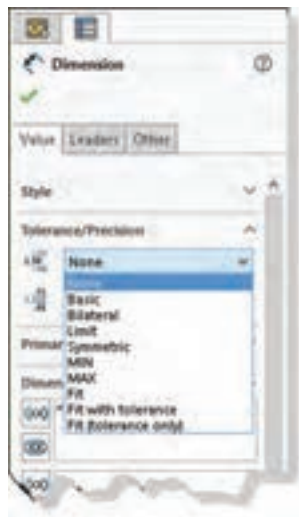 Dimension
Value Leaders Other
Style
Tolerance/Precision
None
None
Basic
Bilateral
Limit
Primar Symmetric
MIN
Dimen MAX
Fit
Fit with tolerance
Fit (tolerance only)